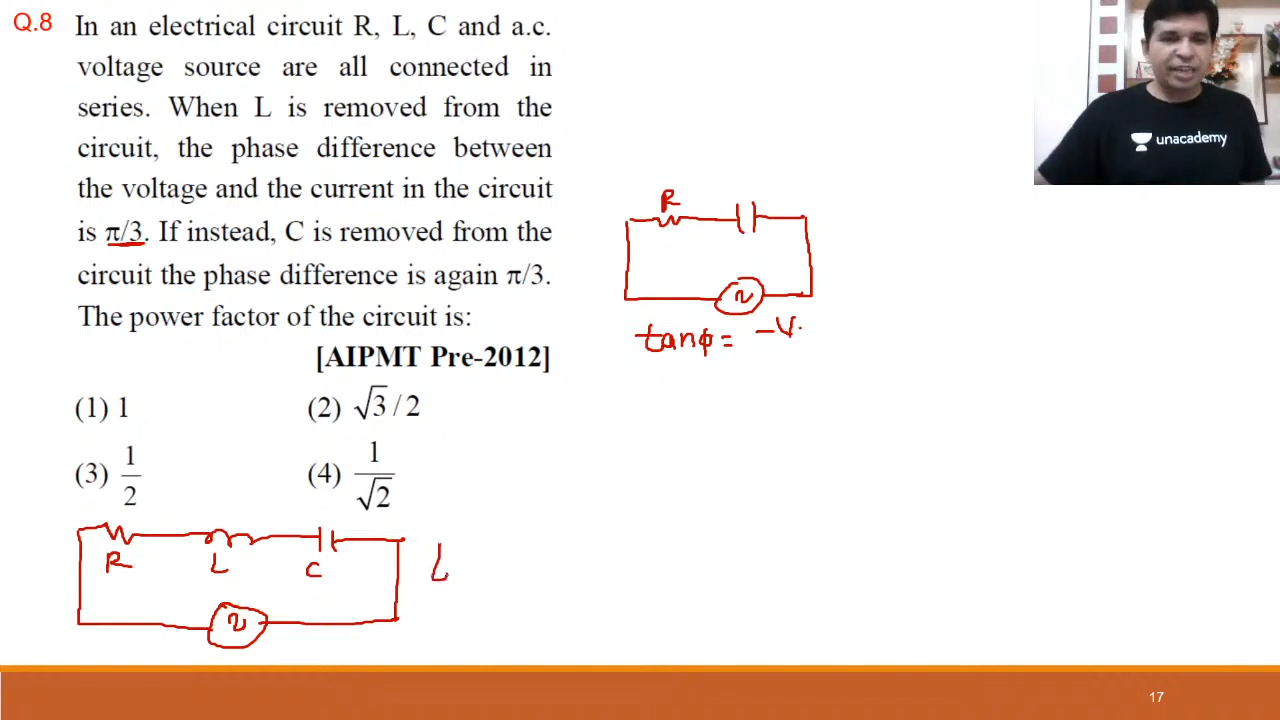 Q.8 In an electrical circuit R, L, C and a.c.
voltage source are all connected in
series. When L is removed from the
circuit, the phase difference between
the voltage and the current in the circuit
is π/3. If instead, C is removed from the
circuit the phase difference is again π/3.
The power factor of the circuit is:
[AIPMT Pre-2012]
(1) 1 (2) √3/2
(3) 1/2 (4) 1/√2
R L C L
R
tanϕ = -V
unacademy
17